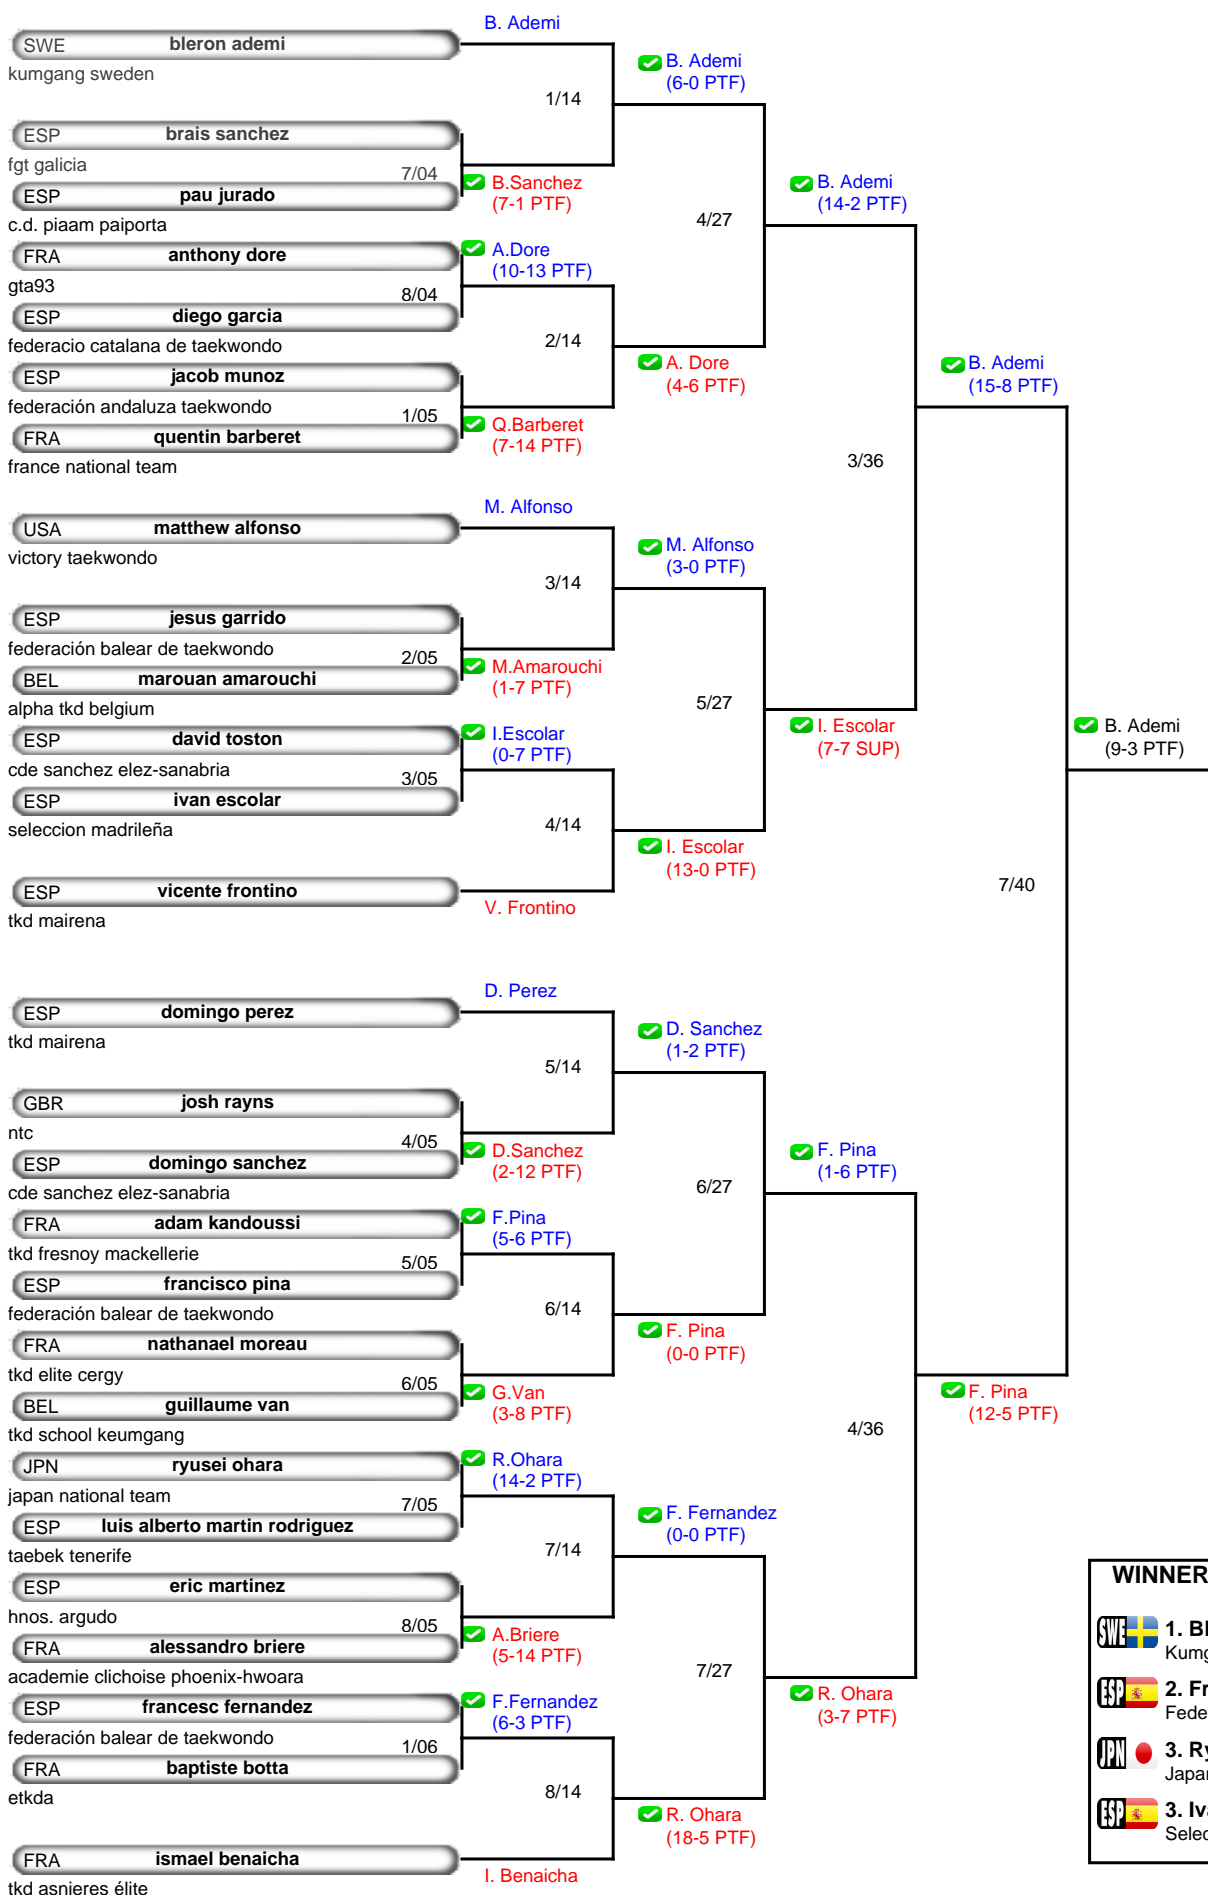 B. Ademi
SWE bleron ademi
kumgang sweden
B. Ademi
(6-0 PTF)
1/14
ESP brais sanchez
fgt galicia
7/04
B.Sanchez
(7-1 PTF)
ESP pau jurado
c.d. piaam paiporta
B. Ademi
(14-2 PTF)
4/27
FRA anthony dore
gta93
A.Dore
(10-13 PTF)
8/04
ESP diego garcia
federacio catalana de taekwondo
2/14
A. Dore
(4-6 PTF)
B. Ademi
(15-8 PTF)
ESP jacob munoz
federación andaluza taekwondo
1/05
Q.Barberet
(7-14 PTF)
FRA quentin barberet
france national team
3/36
M. Alfonso
USA matthew alfonso
victory taekwondo
M. Alfonso
(3-0 PTF)
3/14
ESP jesus garrido
federación balear de taekwondo
2/05
M.Amarouchi
(1-7 PTF)
BEL marouan amarouchi
alpha tkd belgium
5/27
I. Escolar
(7-7 SUP)
B. Ademi
(9-3 PTF)
ESP david toston
cde sanchez elez-sanabria
I.Escolar
(0-7 PTF)
3/05
ESP ivan escolar
seleccion madrileña
4/14
I. Escolar
(13-0 PTF)
ESP vicente frontino
tkd mairena
V. Frontino
7/40
D. Perez
ESP domingo perez
tkd mairena
D. Sanchez
(1-2 PTF)
5/14
GBR josh rayns
ntc
4/05
D.Sanchez
(2-12 PTF)
ESP domingo sanchez
cde sanchez elez-sanabria
F. Pina
(1-6 PTF)
6/27
FRA adam kandoussi
tkd fresnoy mackellerie
F.Pina
(5-6 PTF)
5/05
ESP francisco pina
federación balear de taekwondo
6/14
F. Pina
(0-0 PTF)
FRA nathanael moreau
tkd elite cergy
6/05
G.Van
(3-8 PTF)
BEL guillaume van
tkd school keumgang
F. Pina
(12-5 PTF)
4/36
JPN ryusei ohara
japan national team
R.Ohara
(14-2 PTF)
7/05
ESP luis alberto martin rodriguez
taebek tenerife
F. Fernandez
(0-0 PTF)
7/14
ESP eric martinez
hnos. argudo
8/05
A.Briere
(5-14 PTF)
FRA alessandro briere
academie clichoise phoenix-hwoara
7/27
R. Ohara
(3-7 PTF)
ESP francesc fernandez
federación balear de taekwondo
F.Fernandez
(6-3 PTF)
1/06
FRA baptiste botta
etkda
8/14
R. Ohara
(18-5 PTF)
FRA ismael benaicha
tkd asnieres élite
I. Benaicha
WINNER
SWE 1. Bl
Kumg
ESP 2. Fr
Fede
JPN 3. Ry
Japan
ESP 3. Iva
Selec